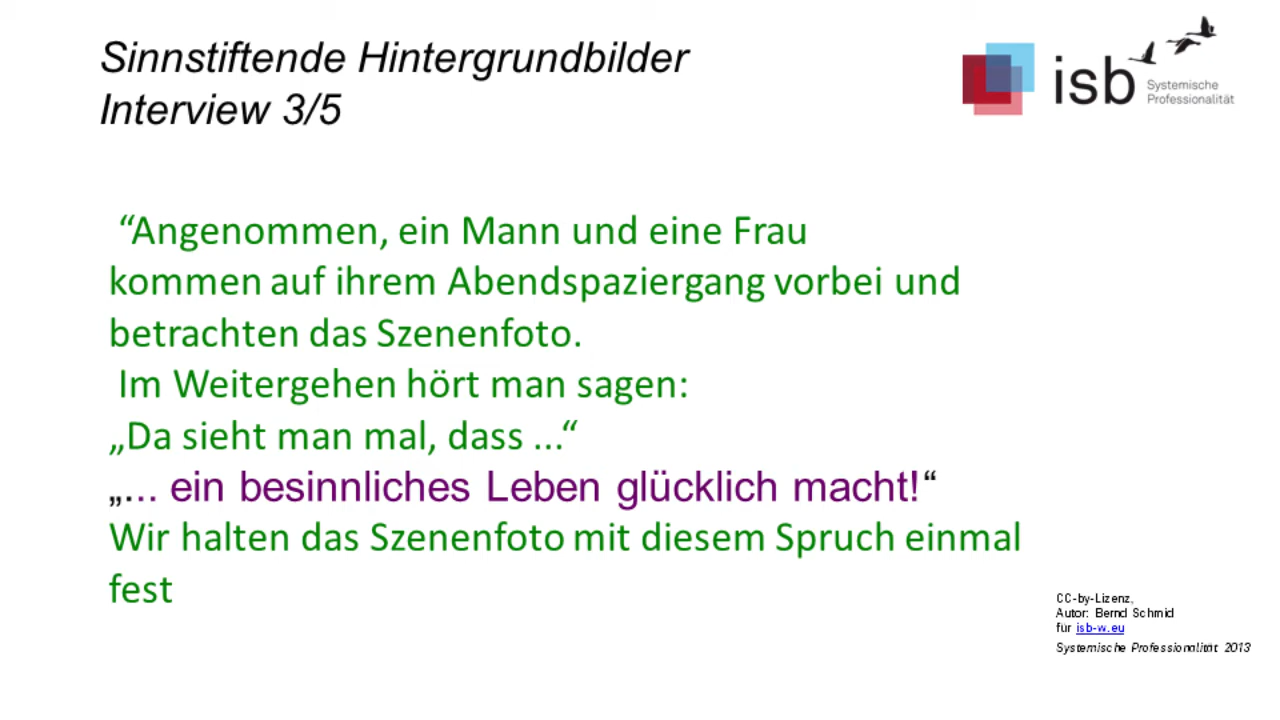 Sinnstiftende Hintergrundbilder
Interview 3/5
isb
Systemische
Professionalität
“Angenommen, ein Mann und eine Frau
kommen auf ihrem Abendspaziergang vorbei und
betrachten das Szenenfoto.
Im Weitergehen hört man sagen:
„Da sieht man mal, dass ...“
„... ein besinnliches Leben glücklich macht!“
Wir halten das Szenenfoto mit diesem Spruch einmal
fest
CC-by-Lizenz,
Autor: Bernd Schmid
für isb-w.eu
Systemische Professionalität 2013